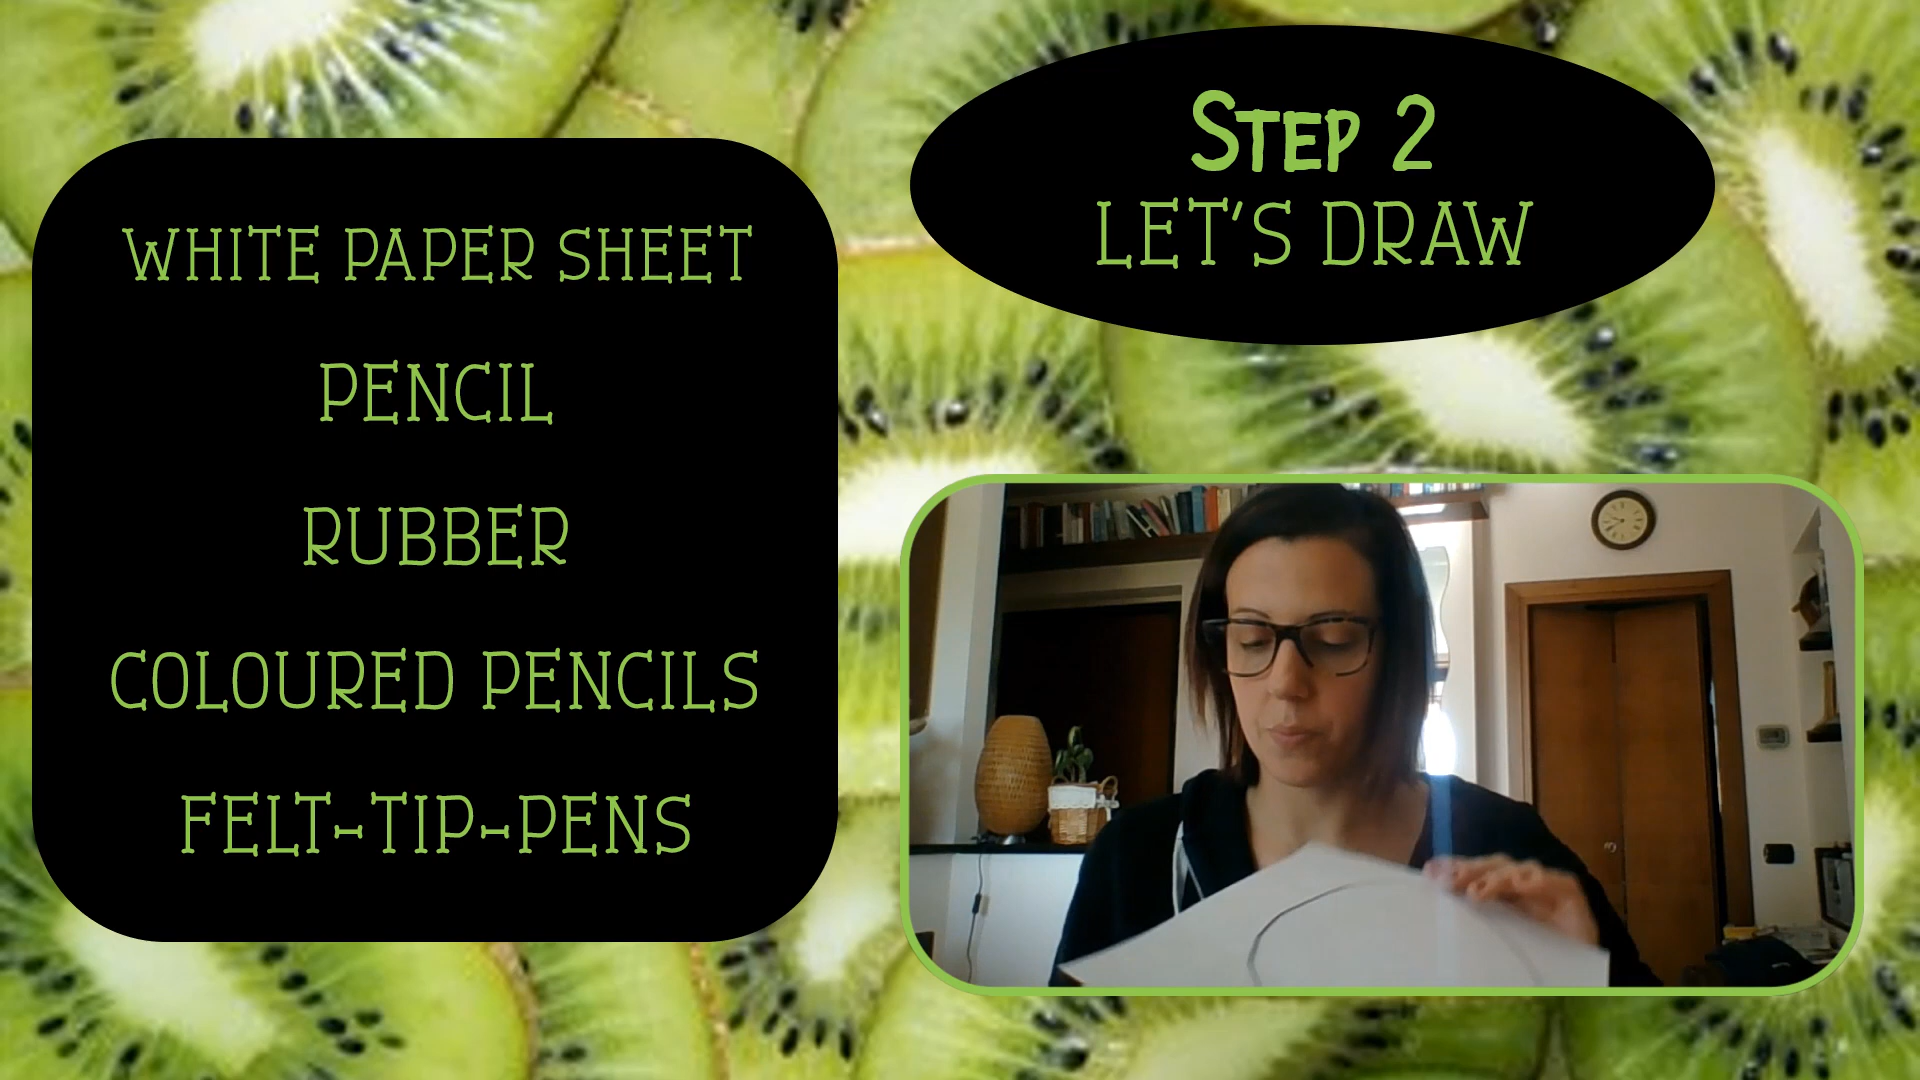 Step 2
LET'S DRAW
WHITE PAPER SHEET
PENCIL
RUBBER
COLOURED PENCILS
FELT-TIP-PENS